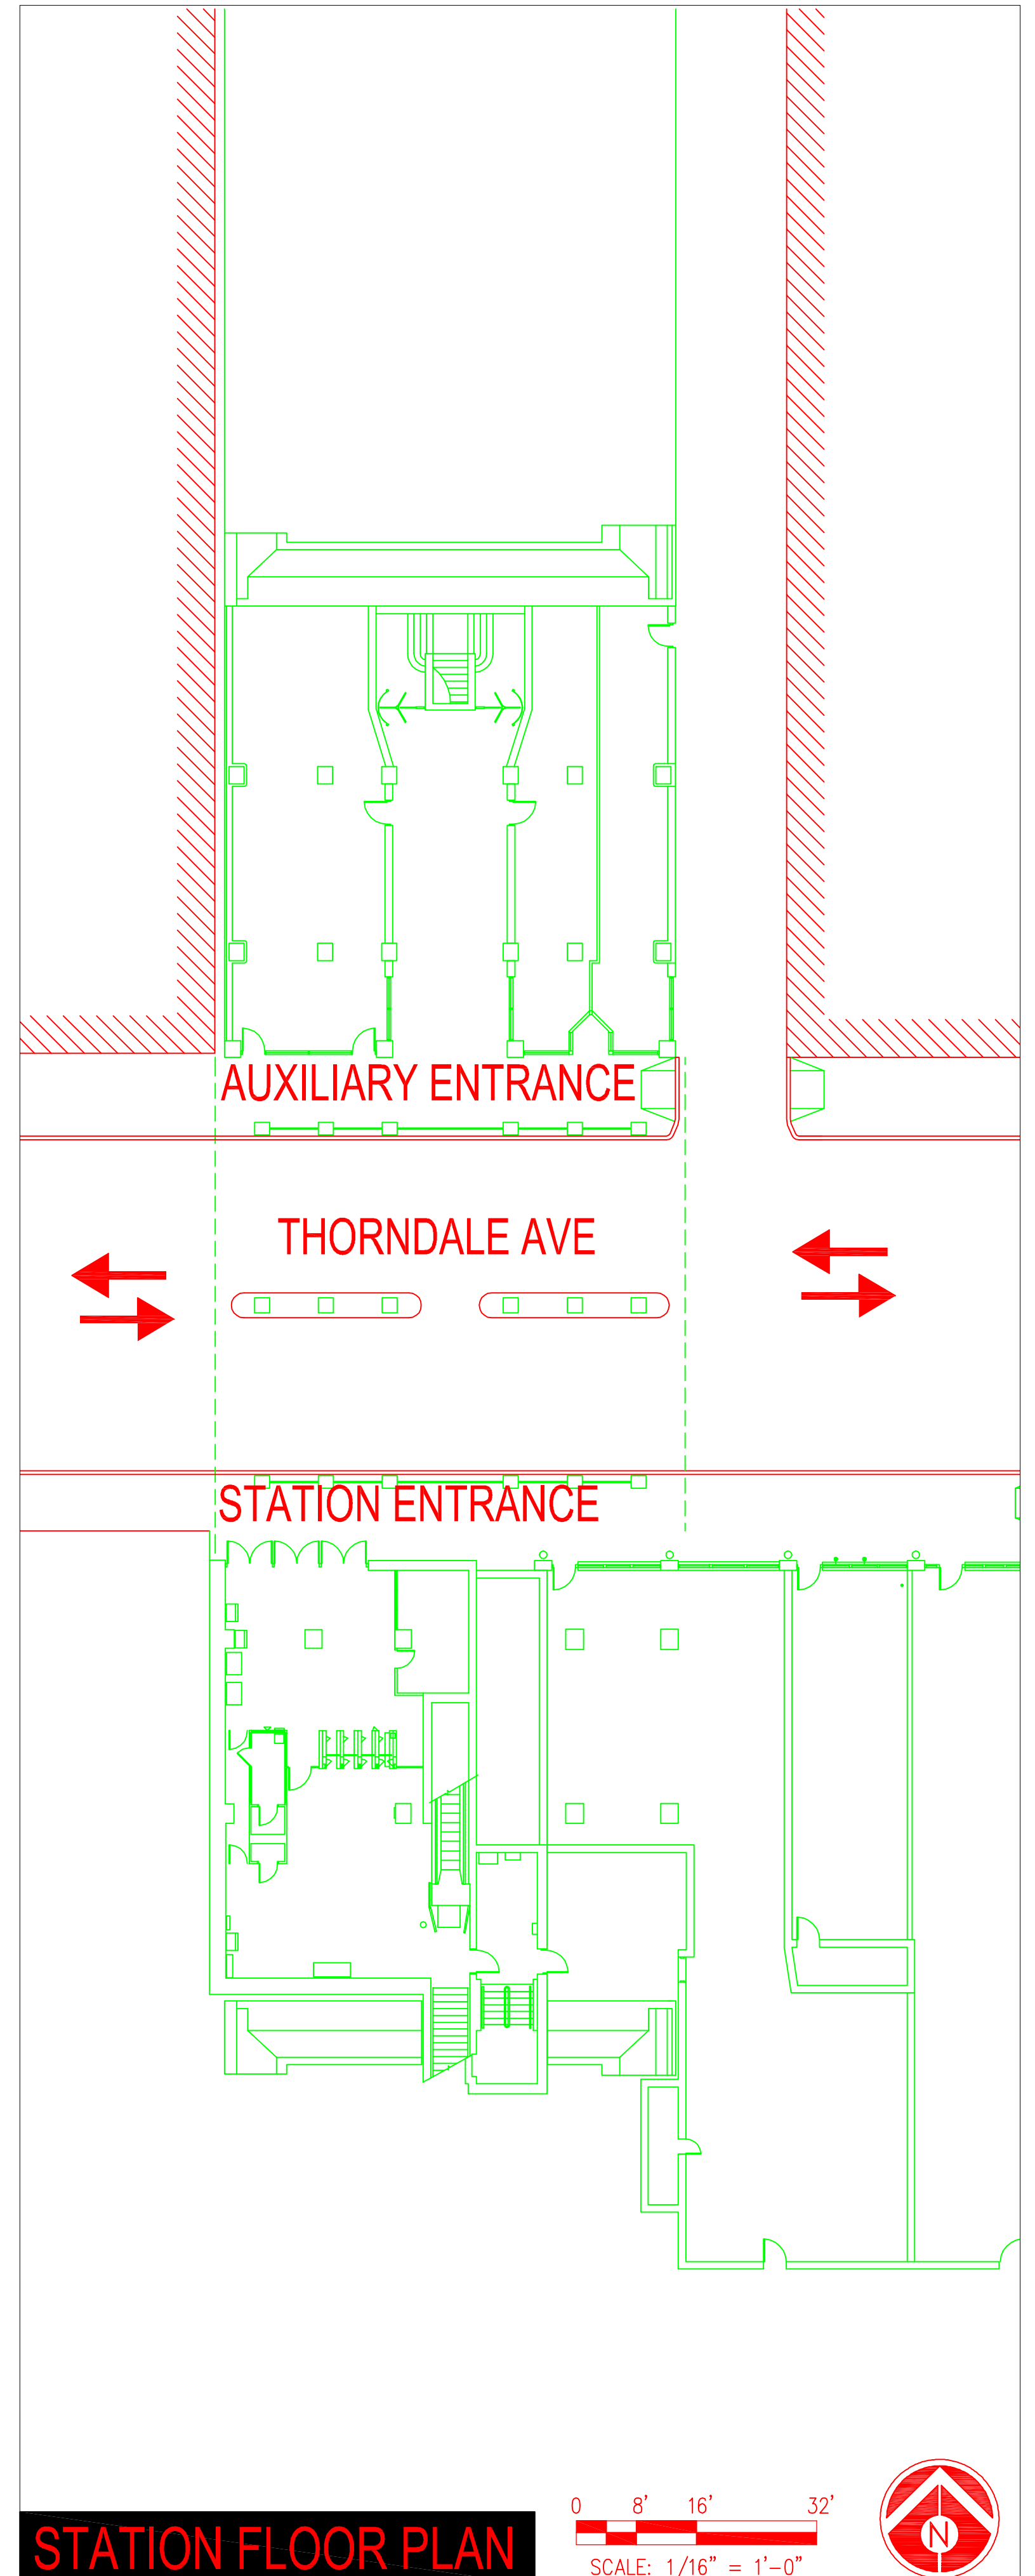 AUXILIARY ENTRANCE
THORNDALE AVE
STATION ENTRANCE
STATION FLOOR PLAN
0 8' 16' 32'
SCALE: 1/16" = 1'-0"
N